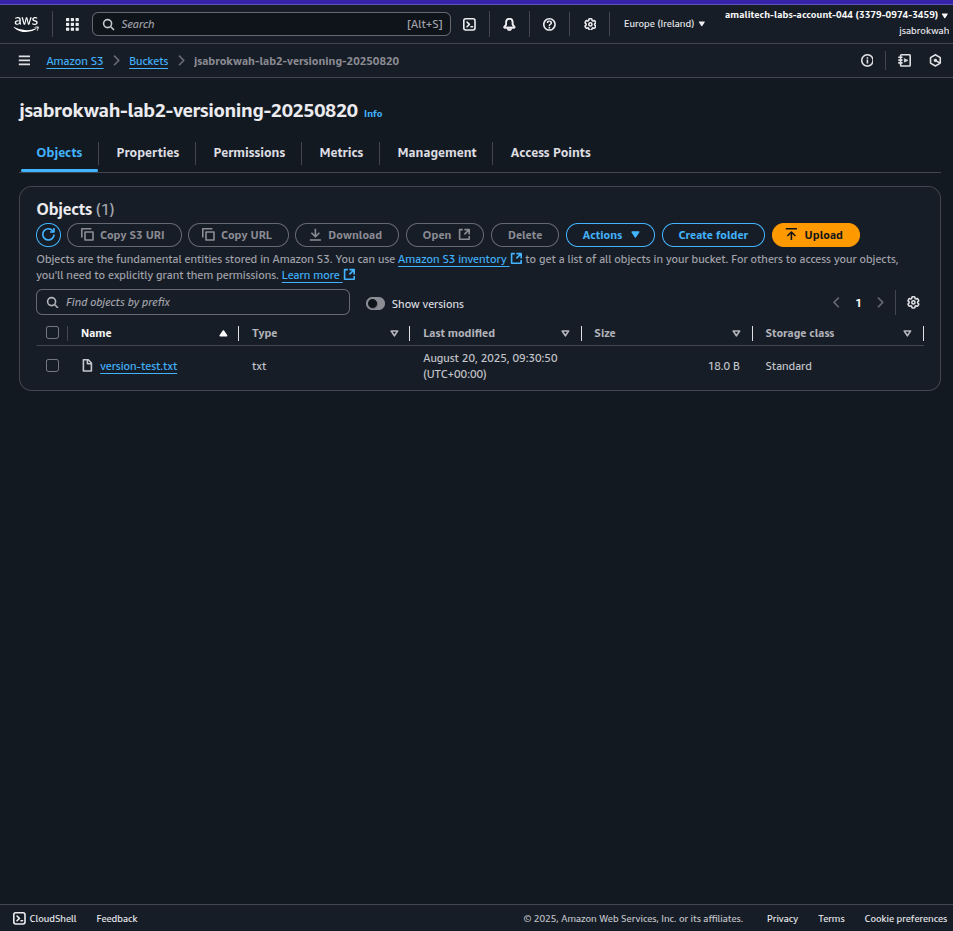 aws
Search [Alt+S]
Europe (Ireland)
amalitech-labs-account-044 (3379-0974-3459)
jsabrokwah
Amazon S3 Buckets jsabrokwah-lab2-versioning-20250820
jsabrokwah-lab2-versioning-20250820 Info
Objects Properties Permissions Metrics Management Access Points
Objects (1)
Copy S3 URI Copy URL Download Open Delete Actions Create folder Upload
Objects are the fundamental entities stored in Amazon S3. You can use Amazon S3 inventory to get a list of all objects in your bucket. For others to access your objects,
you'll need to explicitly grant them permissions. Learn more
Find objects by prefix Show versions 1
Name Type Last modified Size Storage class
version-test.txt txt August 20, 2025, 09:30:50 18.0 B Standard
(UTC+00:00)
CloudShell Feedback © 2025, Amazon Web Services, Inc. or its affiliates. Privacy Terms Cookie preferences